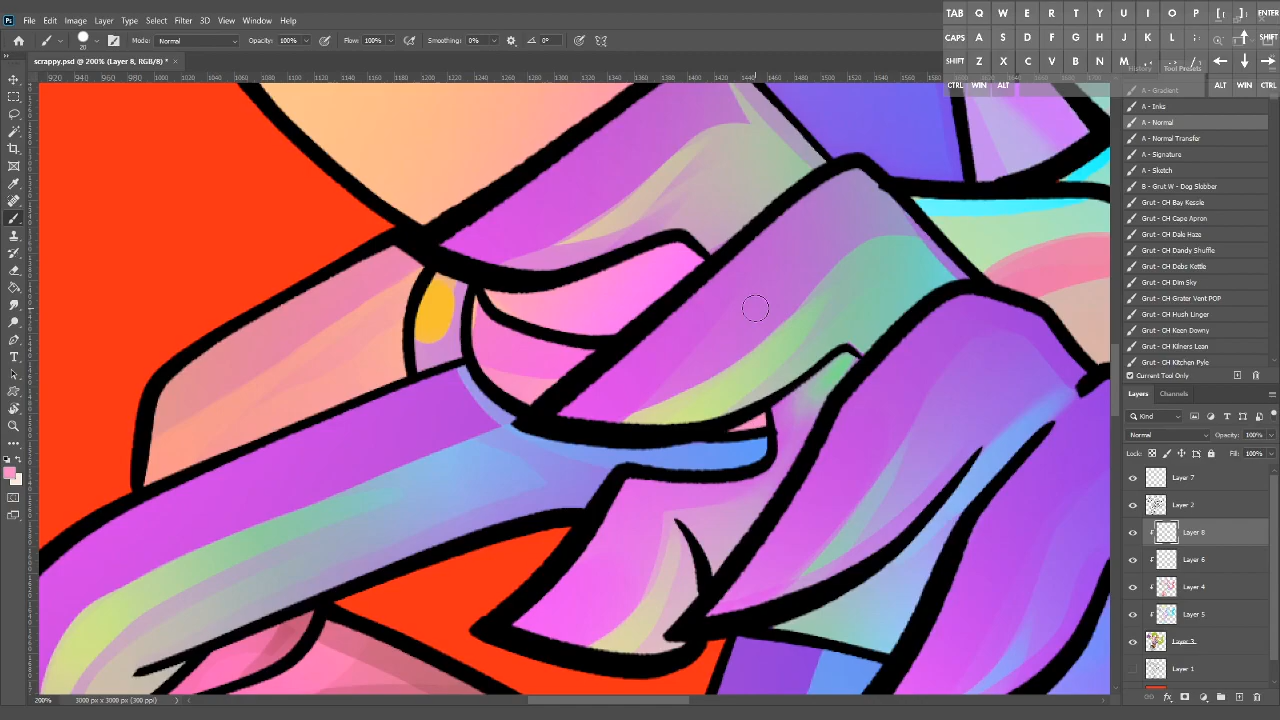 File Edit Image Layer Type Select Filter 3D View Window Help
TAB Q W E R T Y U I O P [ ] ENTER
Mode: Normal Opacity: 100% Flow: 100% Smoothing: 0% 0°
CAPS A S D F G H J K L ; SHIFT
scrappy.psd @ 200% (Layer 8, RGB/8) * ×
SHIFT Z X C V B N M
History Tool Presets
CTRL WIN ALT ALT WIN CTRL
A - Gradient
A - Inks
A - Normal
A - Normal Transfer
A - Signature
A - Sketch
B - Grut W - Dog Slobber
Grut - CH Bay Kessle
Grut - CH Cape Apron
Grut - CH Dale Haze
Grut - CH Dandy Shuffle
Grut - CH Debs Kettle
Grut - CH Dim Sky
Grut - CH Grater Vent POP
Grut - CH Hush Linger
Grut - CH Keen Downy
Grut - CH Kilners Lean
Grut - CH Kitchen Pyle
Current Tool Only
Layers Channels
Kind
Normal Opacity: 100%
Lock: Fill: 100%
Layer 7
Layer 2
Layer 8
Layer 6
Layer 4
Layer 5
Layer 3
Layer 1
200% 3000 px x 3000 px (300 ppi)